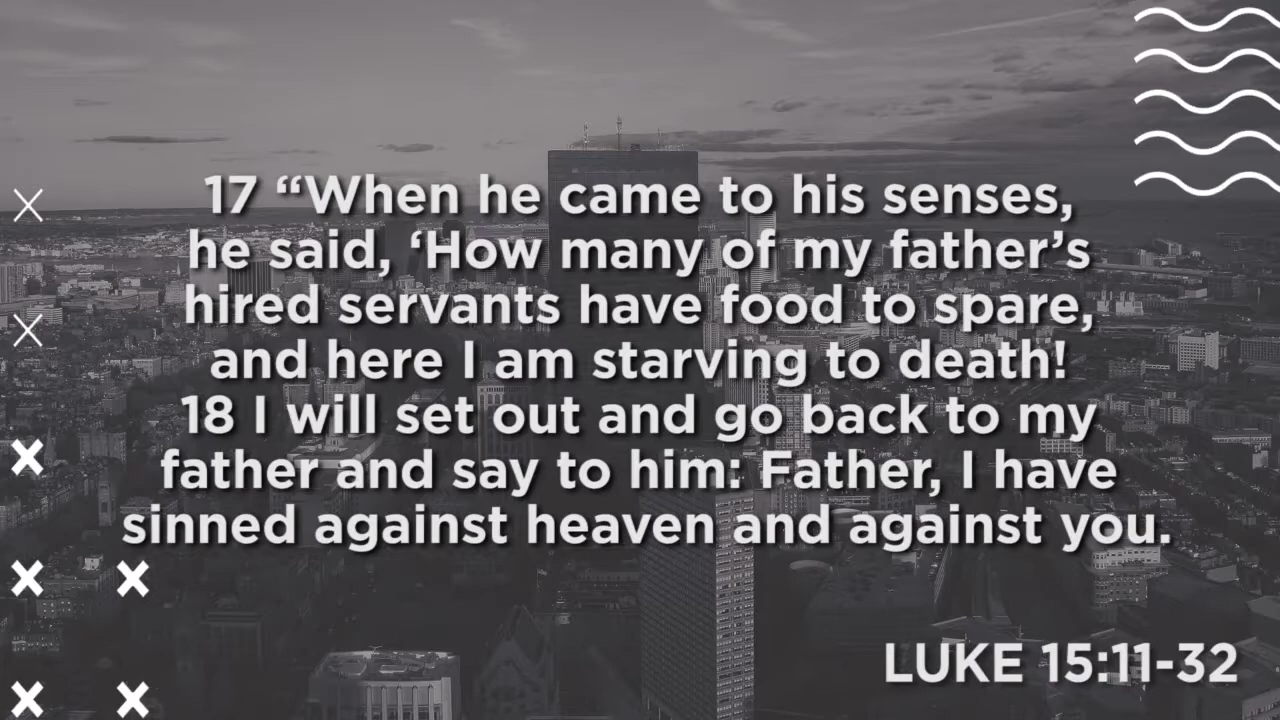 17 “When he came to his senses,
he said, ‘How many of my father’s
hired servants have food to spare,
and here I am starving to death!
18 I will set out and go back to my
father and say to him: Father, I have
sinned against heaven and against you.
LUKE 15:11-32